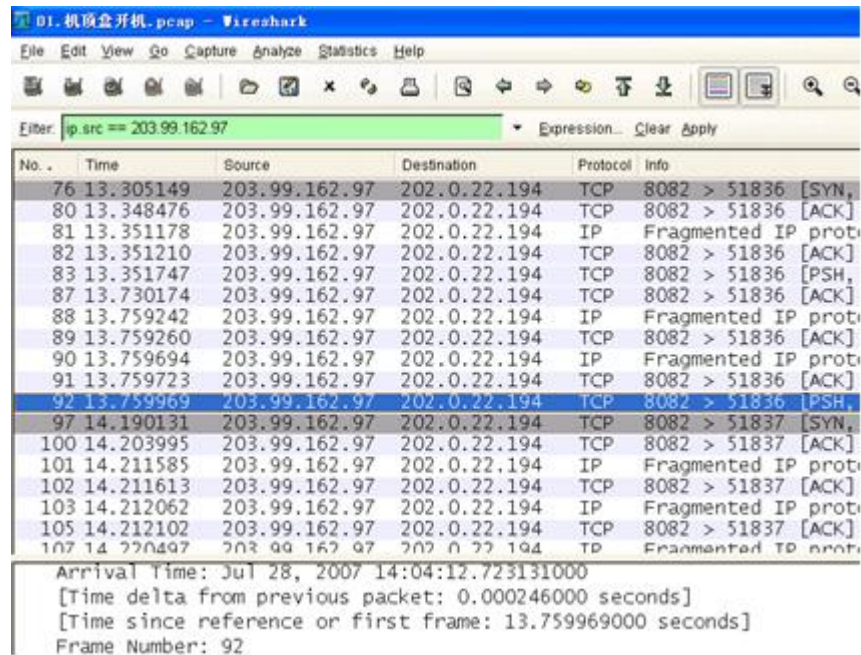 01.机顶盒开机.pcap - Wireshark
File Edit View Go Capture Analyze Statistics Help
Filter: ip.src == 203.99.162.97 Expression... Clear Apply
No. . Time Source Destination Protocol Info
76 13.305149 203.99.162.97 202.0.22.194 TCP 8082 > 51836 [SYN,
80 13.348476 203.99.162.97 202.0.22.194 TCP 8082 > 51836 [ACK]
81 13.351178 203.99.162.97 202.0.22.194 IP Fragmented IP prot
82 13.351210 203.99.162.97 202.0.22.194 TCP 8082 > 51836 [ACK]
83 13.351747 203.99.162.97 202.0.22.194 TCP 8082 > 51836 [PSH,
87 13.730174 203.99.162.97 202.0.22.194 TCP 8082 > 51836 [ACK]
88 13.759242 203.99.162.97 202.0.22.194 IP Fragmented IP prot
89 13.759260 203.99.162.97 202.0.22.194 TCP 8082 > 51836 [ACK]
90 13.759694 203.99.162.97 202.0.22.194 IP Fragmented IP prot
91 13.759723 203.99.162.97 202.0.22.194 TCP 8082 > 51836 [ACK]
92 13.759969 203.99.162.97 202.0.22.194 TCP 8082 > 51836 [PSH,
97 14.190131 203.99.162.97 202.0.22.194 TCP 8082 > 51837 [SYN,
100 14.203995 203.99.162.97 202.0.22.194 TCP 8082 > 51837 [ACK]
101 14.211585 203.99.162.97 202.0.22.194 IP Fragmented IP prot
102 14.211613 203.99.162.97 202.0.22.194 TCP 8082 > 51837 [ACK]
103 14.212062 203.99.162.97 202.0.22.194 IP Fragmented IP prot
105 14.212102 203.99.162.97 202.0.22.194 TCP 8082 > 51837 [ACK]
107 14.220497 203.99.162.97 202.0.22.194 IP Fragmented IP prot
Arrival Time: Jul 28, 2007 14:04:12.723131000
[Time delta from previous packet: 0.000246000 seconds]
[Time since reference or first frame: 13.759969000 seconds]
Frame Number: 92